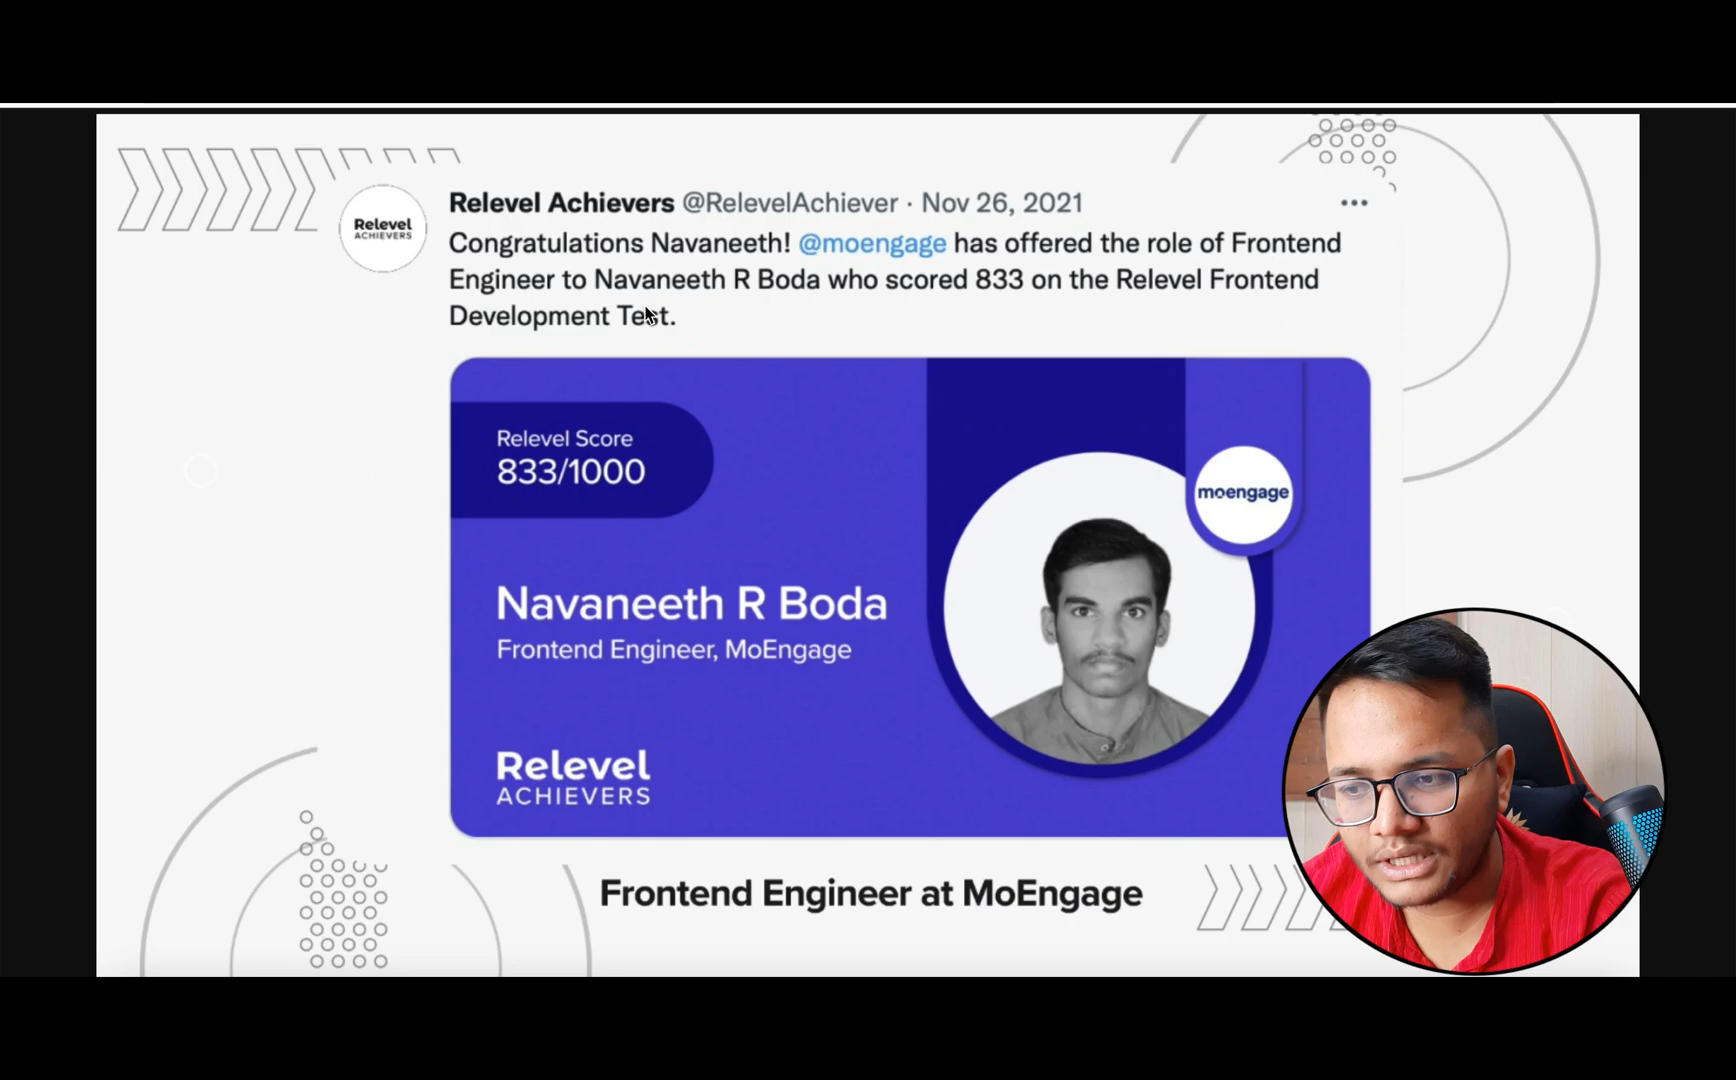 Relevel
ACHIEVERS
Relevel Achievers @RelevelAchiever · Nov 26, 2021
Congratulations Navaneeth! @moengage has offered the role of Frontend
Engineer to Navaneeth R Boda who scored 833 on the Relevel Frontend
Development Test.
Relevel Score
833/1000
moengage
Navaneeth R Boda
Frontend Engineer, MoEngage
Relevel
ACHIEVERS
Frontend Engineer at MoEngage